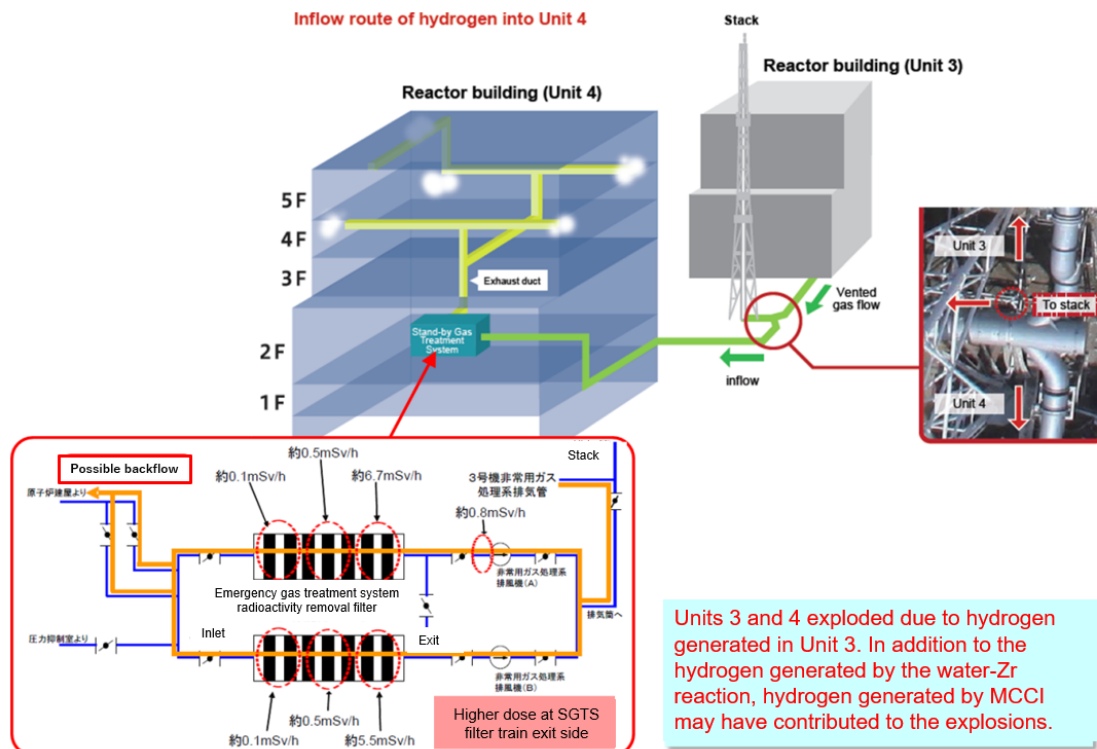 Inflow route of hydrogen into Unit 4
Stack
Reactor building (Unit 3)
Reactor building (Unit 4)
5F
4F
3F
2F
1F
Exhaust duct
Stand-by Gas
Treatment
System
Vented
gas flow
inflow
Unit 3
To stack
Unit 4
Possible backflow
原子炉建屋より
圧力抑制室より
約0.1mSv/h
約0.5mSv/h
約6.7mSv/h
Stack
3号機非常用ガス
処理系排気管
約0.8mSv/h
非常用ガス処理系
排風機(A)
Emergency gas treatment system
radioactivity removal filter
排気筒へ
Inlet
Exit
非常用ガス処理系
排風機(B)
約0.1mSv/h
約0.5mSv/h
約5.5mSv/h
Higher dose at SGTS
filter train exit side
Units 3 and 4 exploded due to hydrogen
generated in Unit 3. In addition to the
hydrogen generated by the water-Zr
reaction, hydrogen generated by MCCI
may have contributed to the explosions.